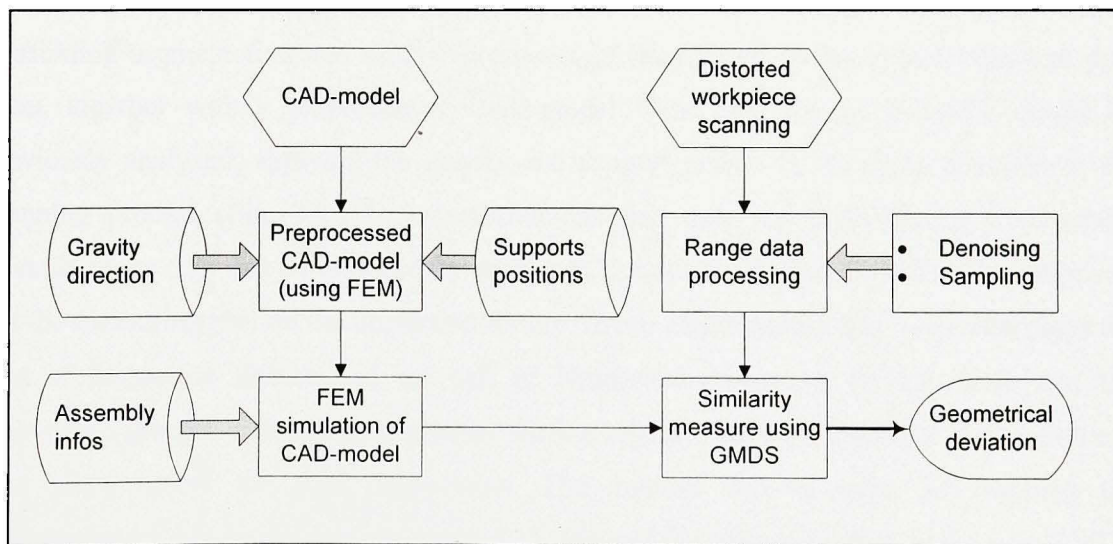 CAD-model
Distorted
workpiece
scanning
Gravity
direction
Preprocessed
CAD-model
(using FEM)
Supports
positions
Range data
processing
• Denoising
• Sampling
Assembly
infos
FEM
simulation of
CAD-model
Similarity
measure using
GMDS
Geometrical
deviation